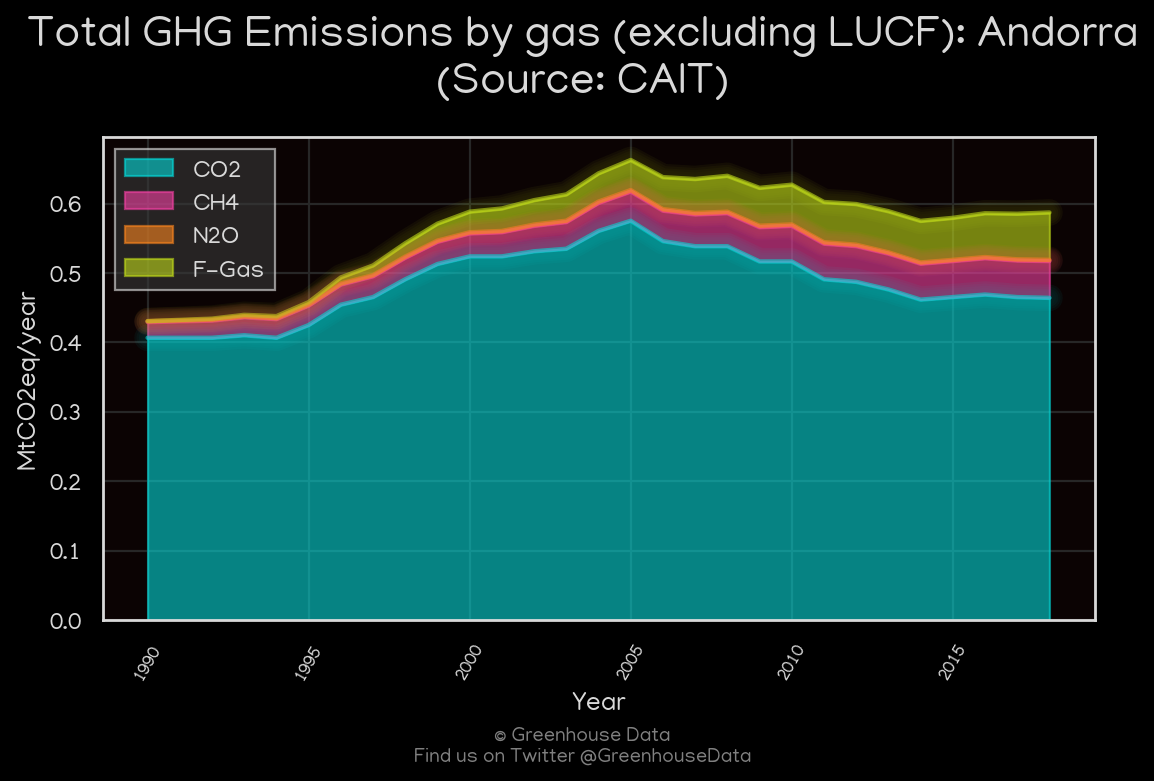 Total GHG Emissions by gas (excluding LUCF): Andorra
(Source: CAIT)
CO2
CH4
N2O
F-Gas
MtCO2eq/year
0.6
0.5
0.4
0.3
0.2
0.1
0.0
1990
1995
2000
2005
2010
2015
Year
© Greenhouse Data
Find us on Twitter @GreenhouseData